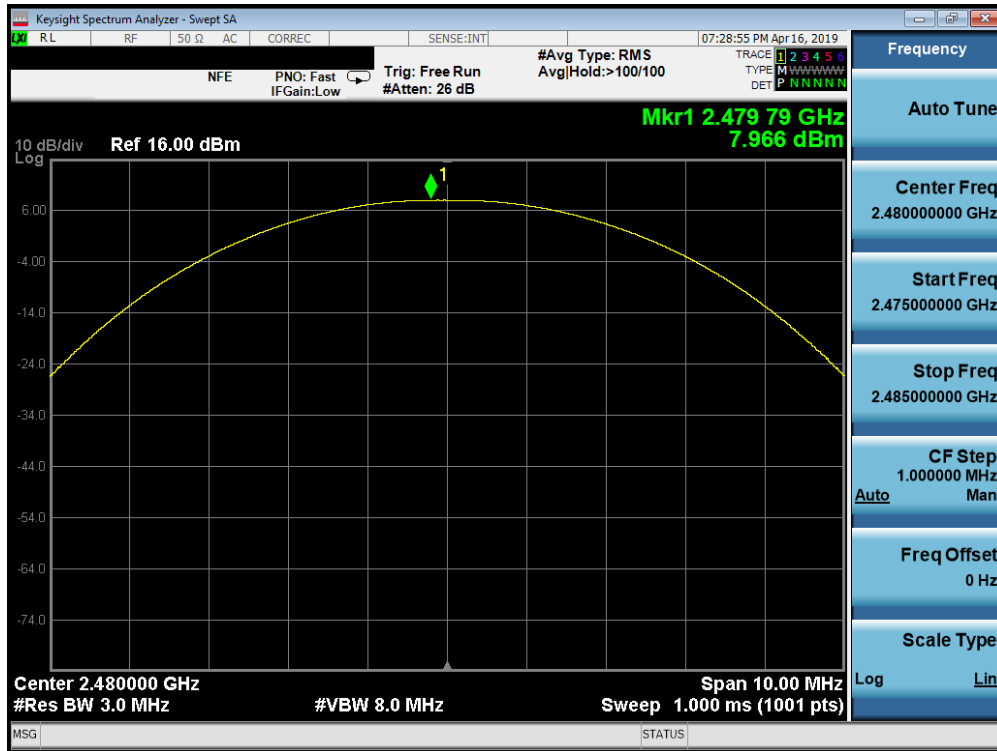 Keysight Spectrum Analyzer - Swept SA
LXI RL RF 50 Ω AC CORREC SENSE:INT 07:28:55 PM Apr 16, 2019
NFE PNO: Fast Trig: Free Run #Avg Type: RMS TRACE 1 2 3 4 5 6
IFGain:Low #Atten: 26 dB Avg|Hold:>100/100 TYPE M WWWWW
DET P N N N N N
Mkr1 2.479 79 GHz
7.966 dBm
10 dB/div Ref 16.00 dBm
Log
1
6.00
-4.00
-14.0
-24.0
-34.0
-44.0
-54.0
-64.0
-74.0
Center 2.480000 GHz Span 10.00 MHz
#Res BW 3.0 MHz #VBW 8.0 MHz Sweep 1.000 ms (1001 pts)
MSG STATUS
Frequency
Auto Tune
Center Freq
2.480000000 GHz
Start Freq
2.475000000 GHz
Stop Freq
2.485000000 GHz
CF Step
1.000000 MHz
Auto Man
Freq Offset
0 Hz
Scale Type
Log Lin